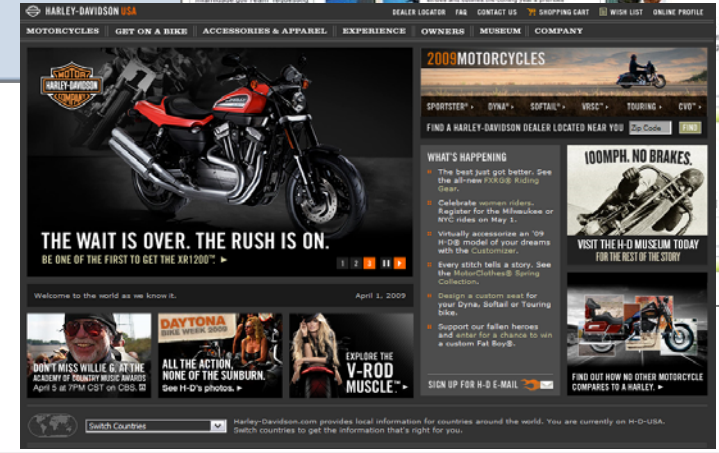 HARLEY-DAVIDSON USA
DEALER LOCATOR FAQ CONTACT US SHOPPING CART WISH LIST ONLINE PROFILE
MOTORCYCLES GET ON A BIKE ACCESSORIES & APPAREL EXPERIENCE OWNERS MUSEUM COMPANY
MOTOR
HARLEY-DAVIDSON
COMPANY
THE WAIT IS OVER. THE RUSH IS ON.
BE ONE OF THE FIRST TO GET THE XR1200™. ►
1 2 3
2009MOTORCYCLES
SPORTSTER® DYNA® SOFTAIL® VRSC™ TOURING CVO™
FIND A HARLEY-DAVIDSON DEALER LOCATED NEAR YOU Zip Code FIND
WHAT'S HAPPENING
The best just got better. See
the all-new FXRG® Riding
Gear.
Celebrate women riders.
Register for the Milwaukee or
NYC rides on May 1.
Virtually accessorize an '09
H-D® model of your dreams
with the Customizer.
Every stitch tells a story. See
the MotorClothes® Spring
Collection.
Design a custom seat for
your Dyna, Softail or Touring
bike.
Support our fallen heroes
and enter for a chance to win
a custom Fat Boy®.
SIGN UP FOR H-D E-MAIL
100MPH. NO BRAKES.
VISIT THE H-D MUSEUM TODAY
FOR THE REST OF THE STORY
FIND OUT HOW NO OTHER MOTORCYCLE
COMPARES TO A HARLEY. ►
Welcome to the world as we know it.
April 1, 2009
DON'T MISS WILLIE G. AT THE
ACADEMY OF COUNTRY MUSIC AWARDS
April 5 at 7PM CST on CBS.
DAYTONA
BIKE WEEK 2009
ALL THE ACTION,
NONE OF THE SUNBURN.
See H-D's photos. ►
EXPLORE THE
V-ROD
MUSCLE.™ ►
Switch Countries
Harley-Davidson.com provides local information for countries around the world. You are currently on H-D-USA.
Switch countries to get the information that's right for you.